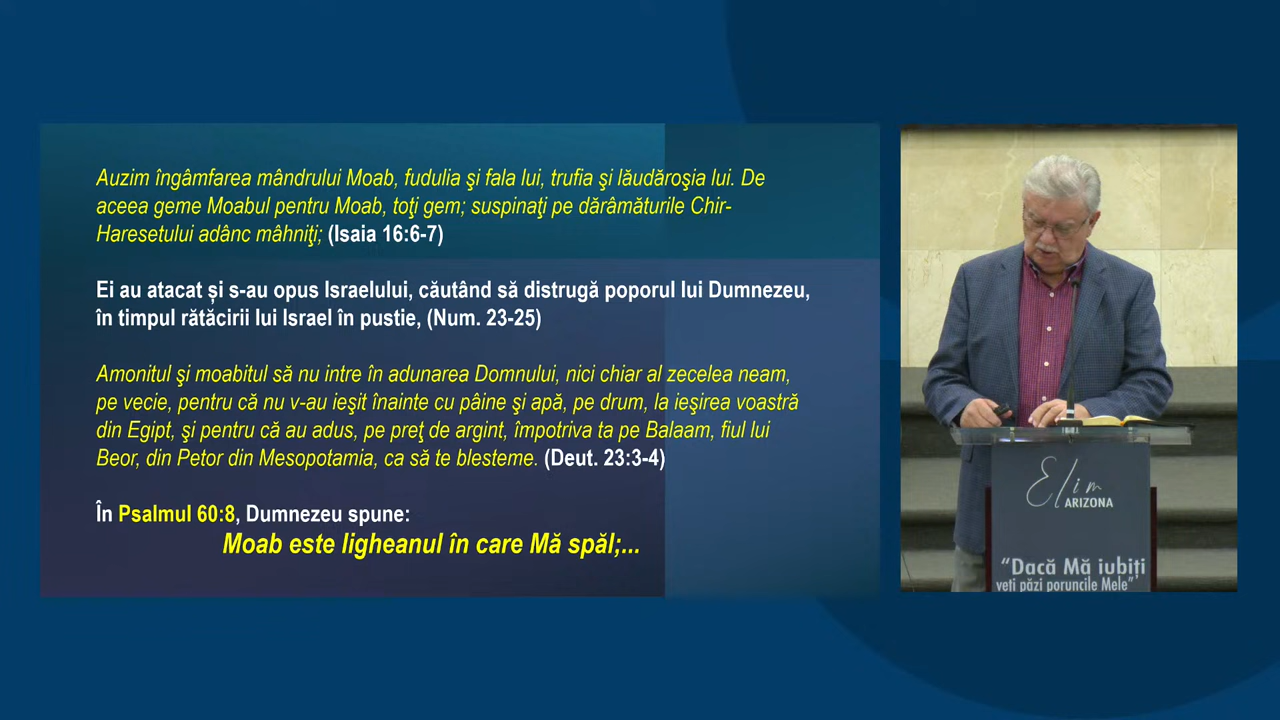 Auzim îngâmfarea mândrului Moab, fudulia şi fala lui, trufia şi lăudăroşia lui. De
aceea geme Moabul pentru Moab, toţi gem; suspinaţi pe dărâmăturile Chir-
Haresetului adânc mâhniţi; (Isaia 16:6-7)
Ei au atacat și s-au opus Israelului, căutând să distrugă poporul lui Dumnezeu,
în timpul rătăcirii lui Israel în pustie, (Num. 23-25)
Amonitul şi moabitul să nu intre în adunarea Domnului, nici chiar al zecelea neam,
pe vecie, pentru că nu v-au ieşit înainte cu pâine şi apă, pe drum, la ieşirea voastră
din Egipt, şi pentru că au adus, pe preţ de argint, împotriva ta pe Balaam, fiul lui
Beor, din Petor din Mesopotamia, ca să te blesteme. (Deut. 23:3-4)
În Psalmul 60:8, Dumnezeu spune:
Moab este ligheanul în care Mă spăl;...
Elim
ARIZONA
“Dacă Mă iubiți
veți păzi poruncile Mele”